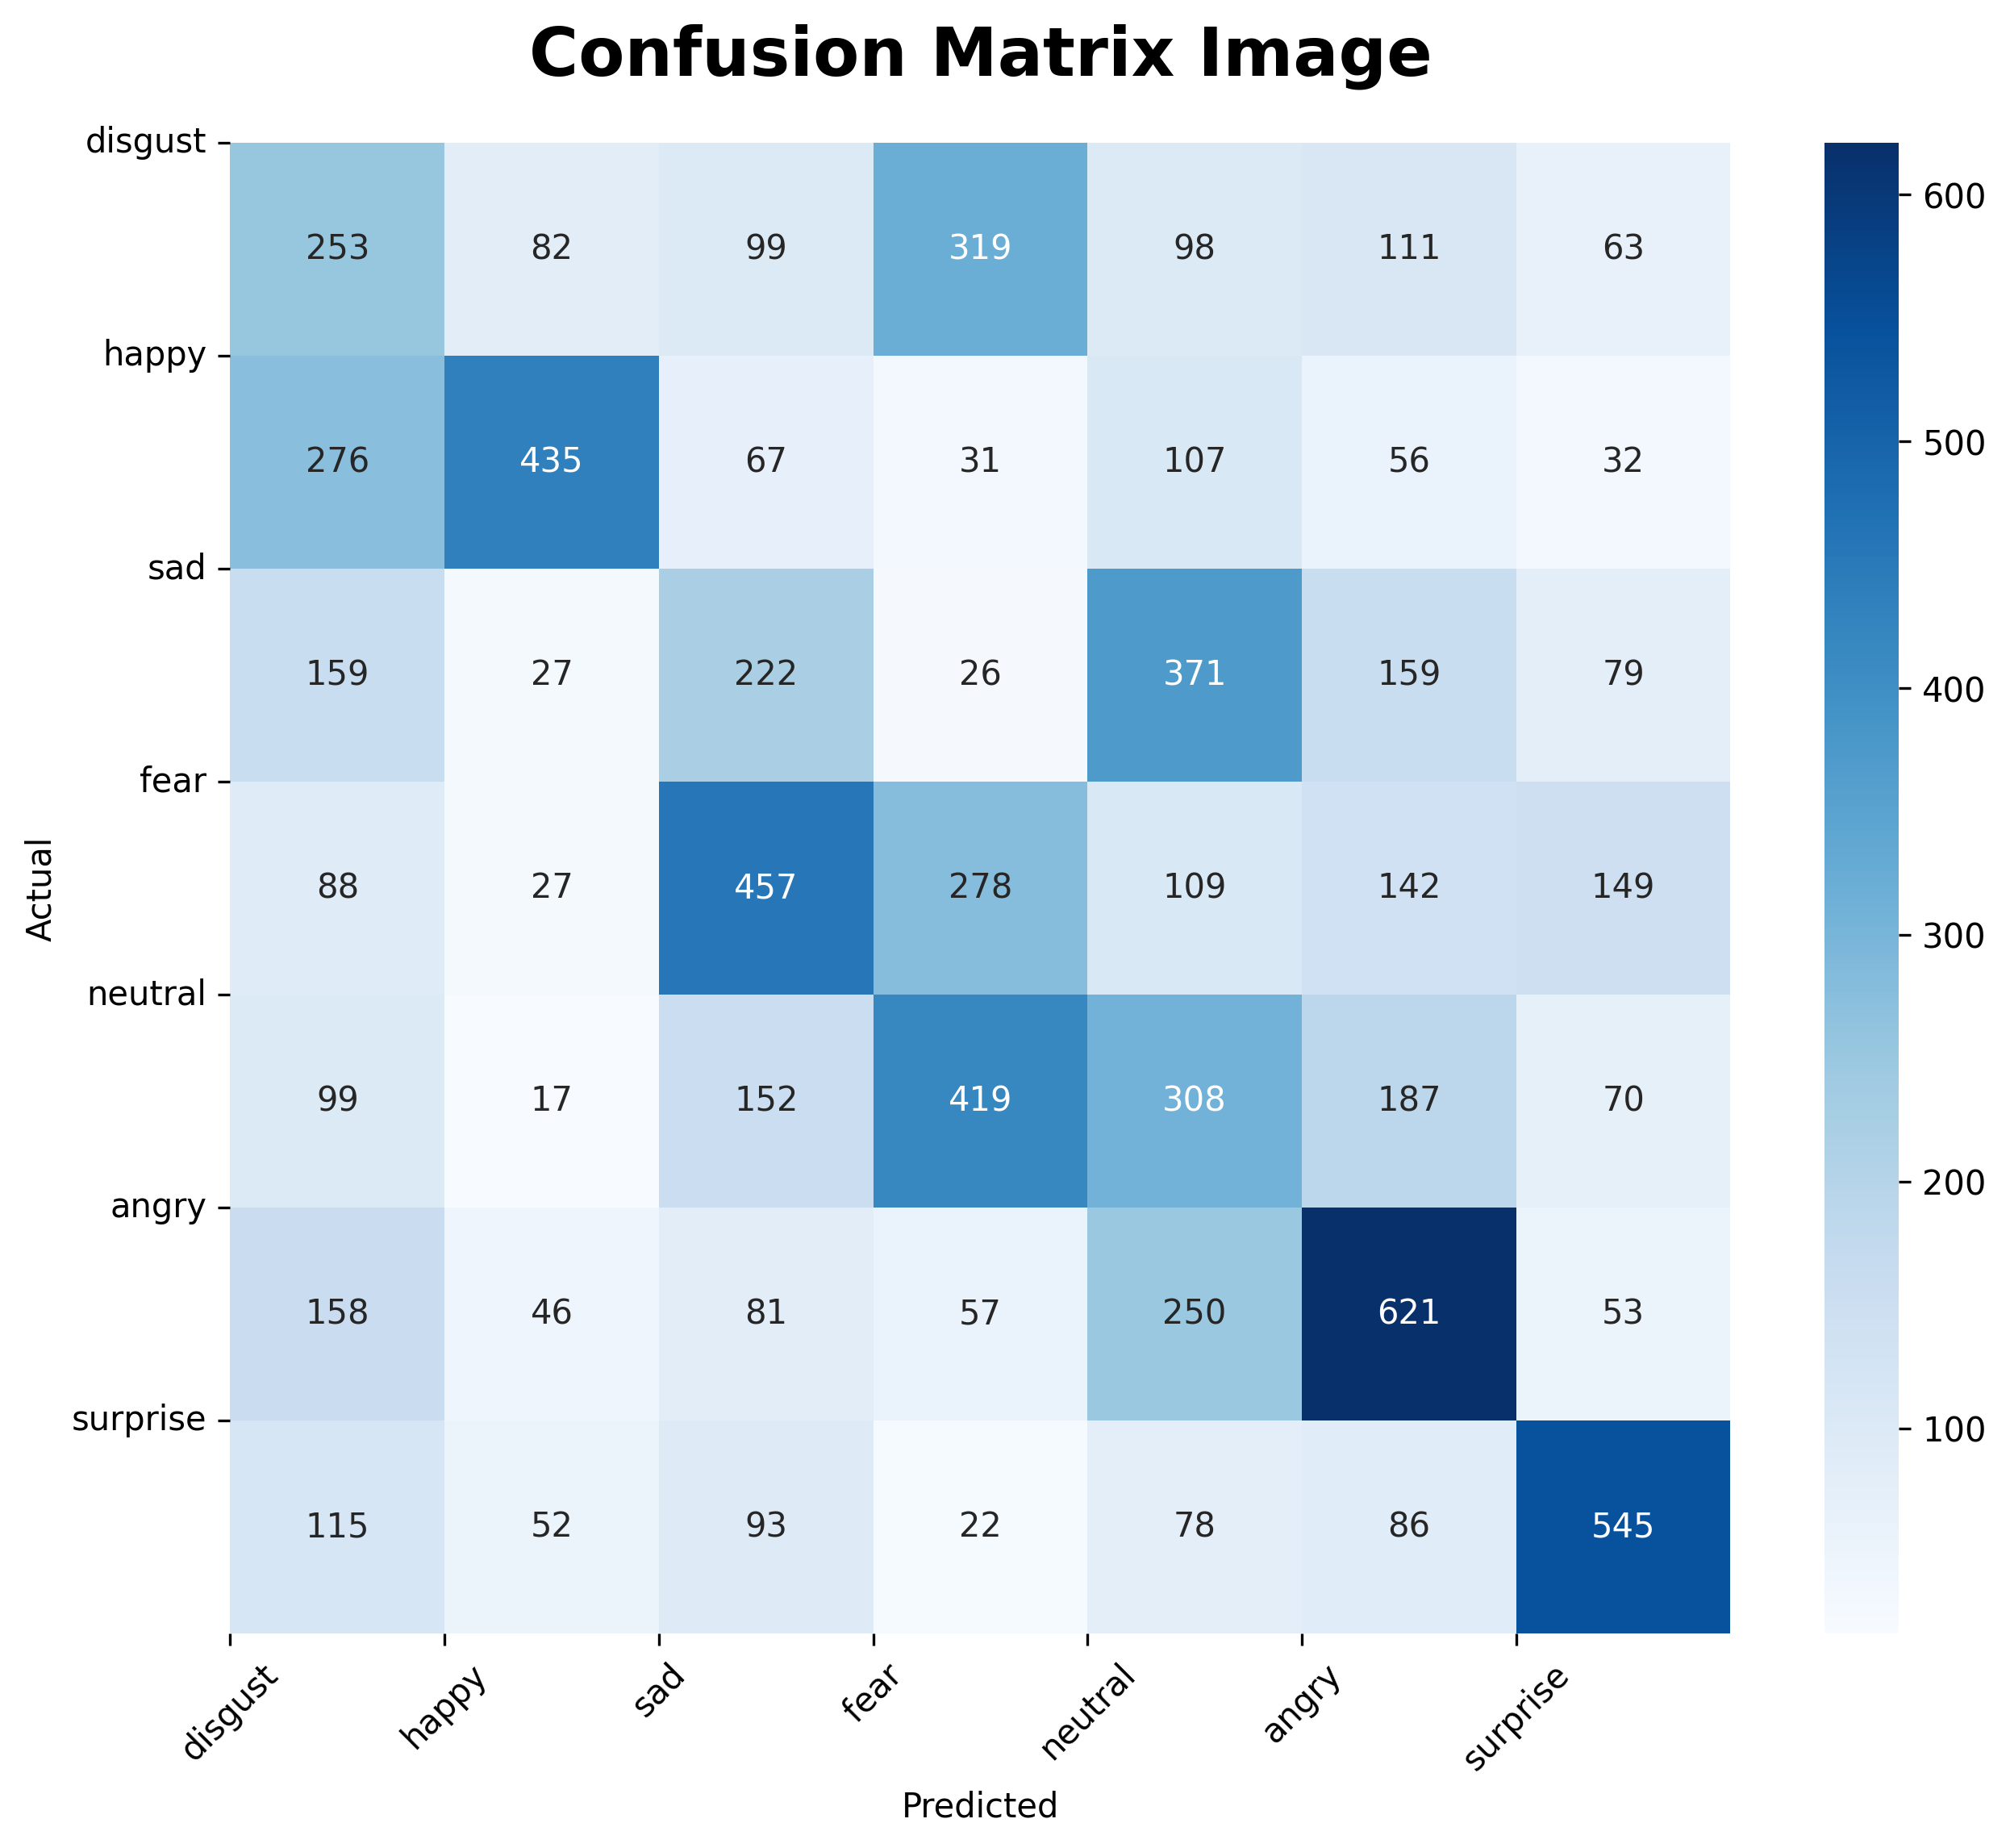 Confusion Matrix Image
disgust
253 82 99 319 98 111 63
happy
276 435 67 31 107 56 32
sad
159 27 222 26 371 159 79
fear
88 27 457 278 109 142 149
neutral
99 17 152 419 308 187 70
angry
158 46 81 57 250 621 53
surprise
115 52 93 22 78 86 545
Actual
disgust happy sad fear neutral angry surprise
Predicted
600
500
400
300
200
100